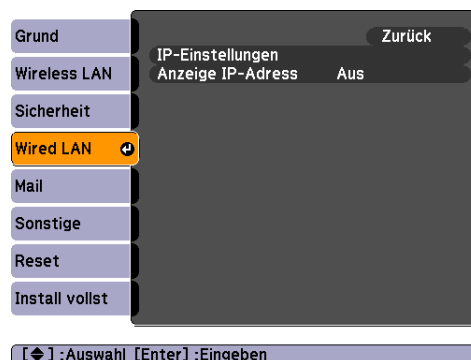 Grund
Wireless LAN
Sicherheit
Wired LAN
Mail
Sonstige
Reset
Install vollst
Zurück
IP-Einstellungen
Anzeige IP-Adress Aus
[ ] :Auswahl [Enter] :Eingeben